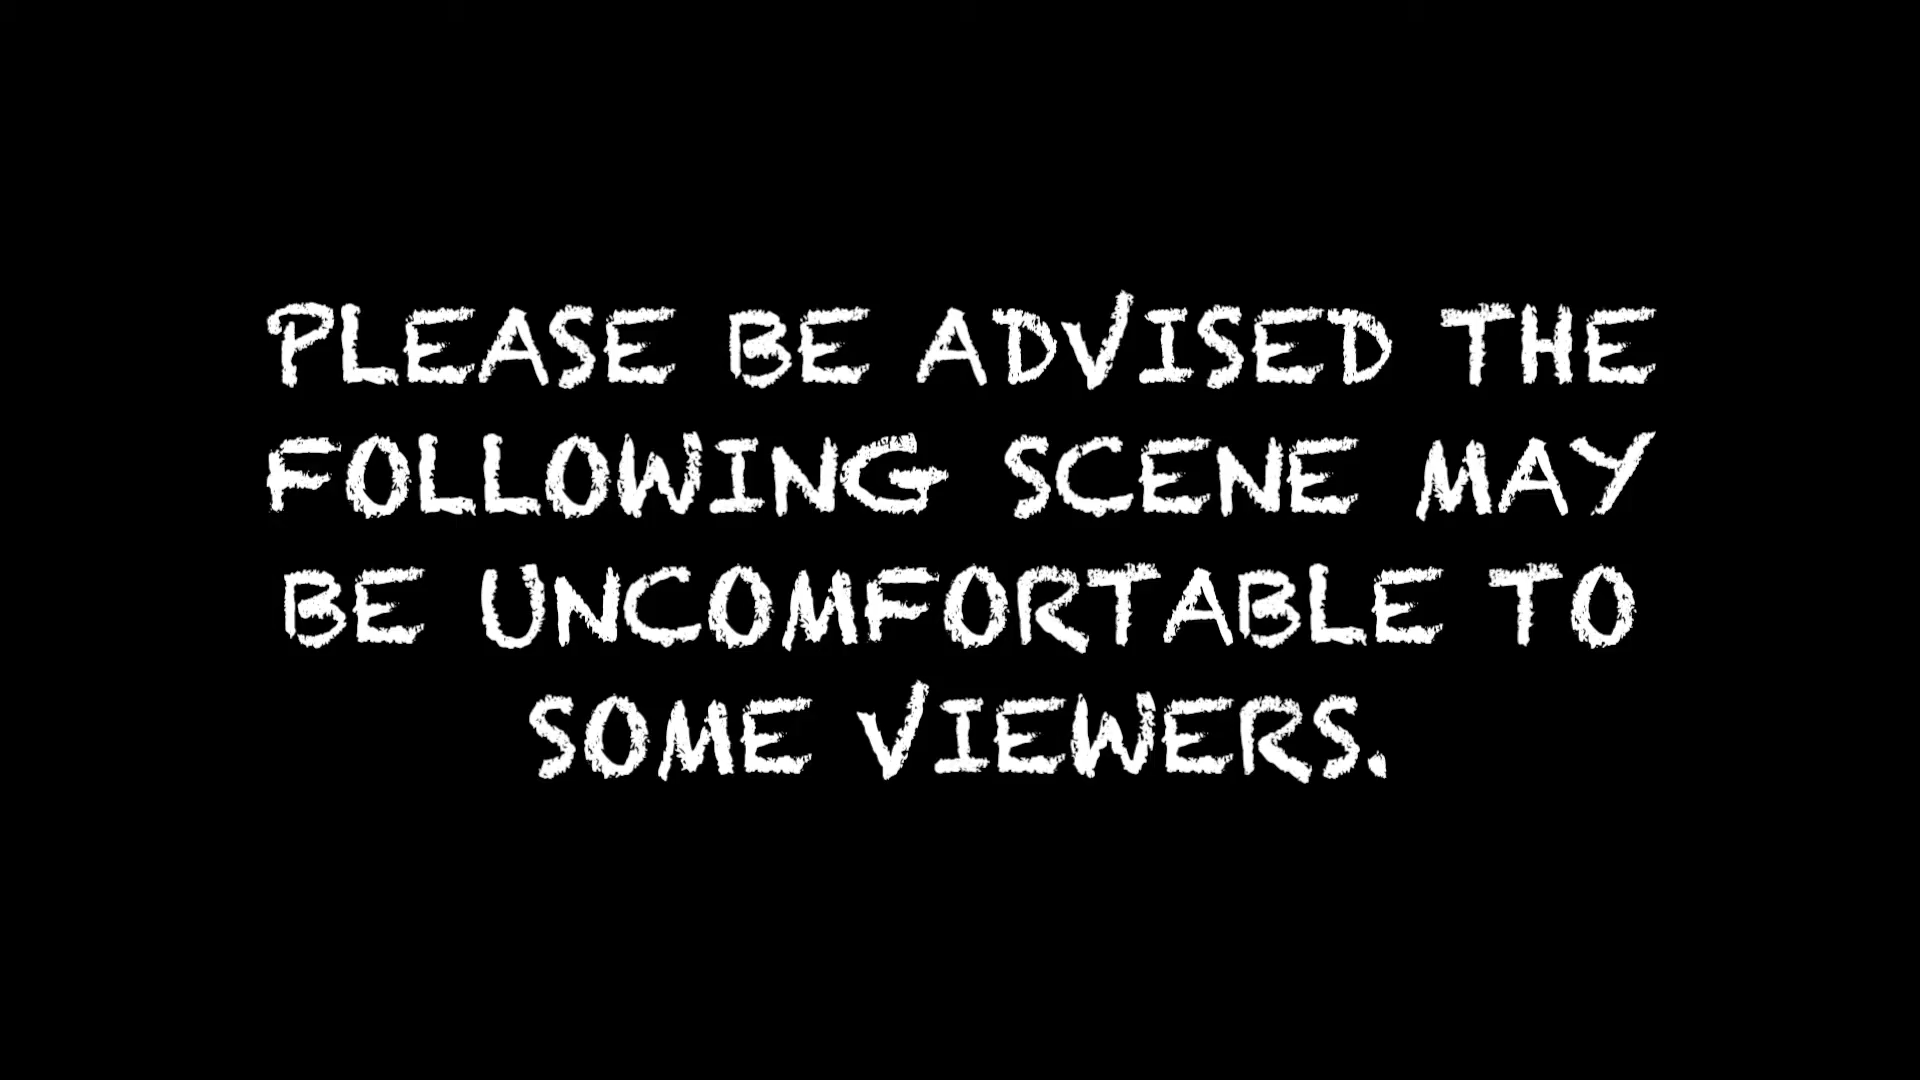 PLEASE BE ADVISED THE
FOLLOWING SCENE MAY
BE UNCOMFORTABLE TO
SOME VIEWERS.